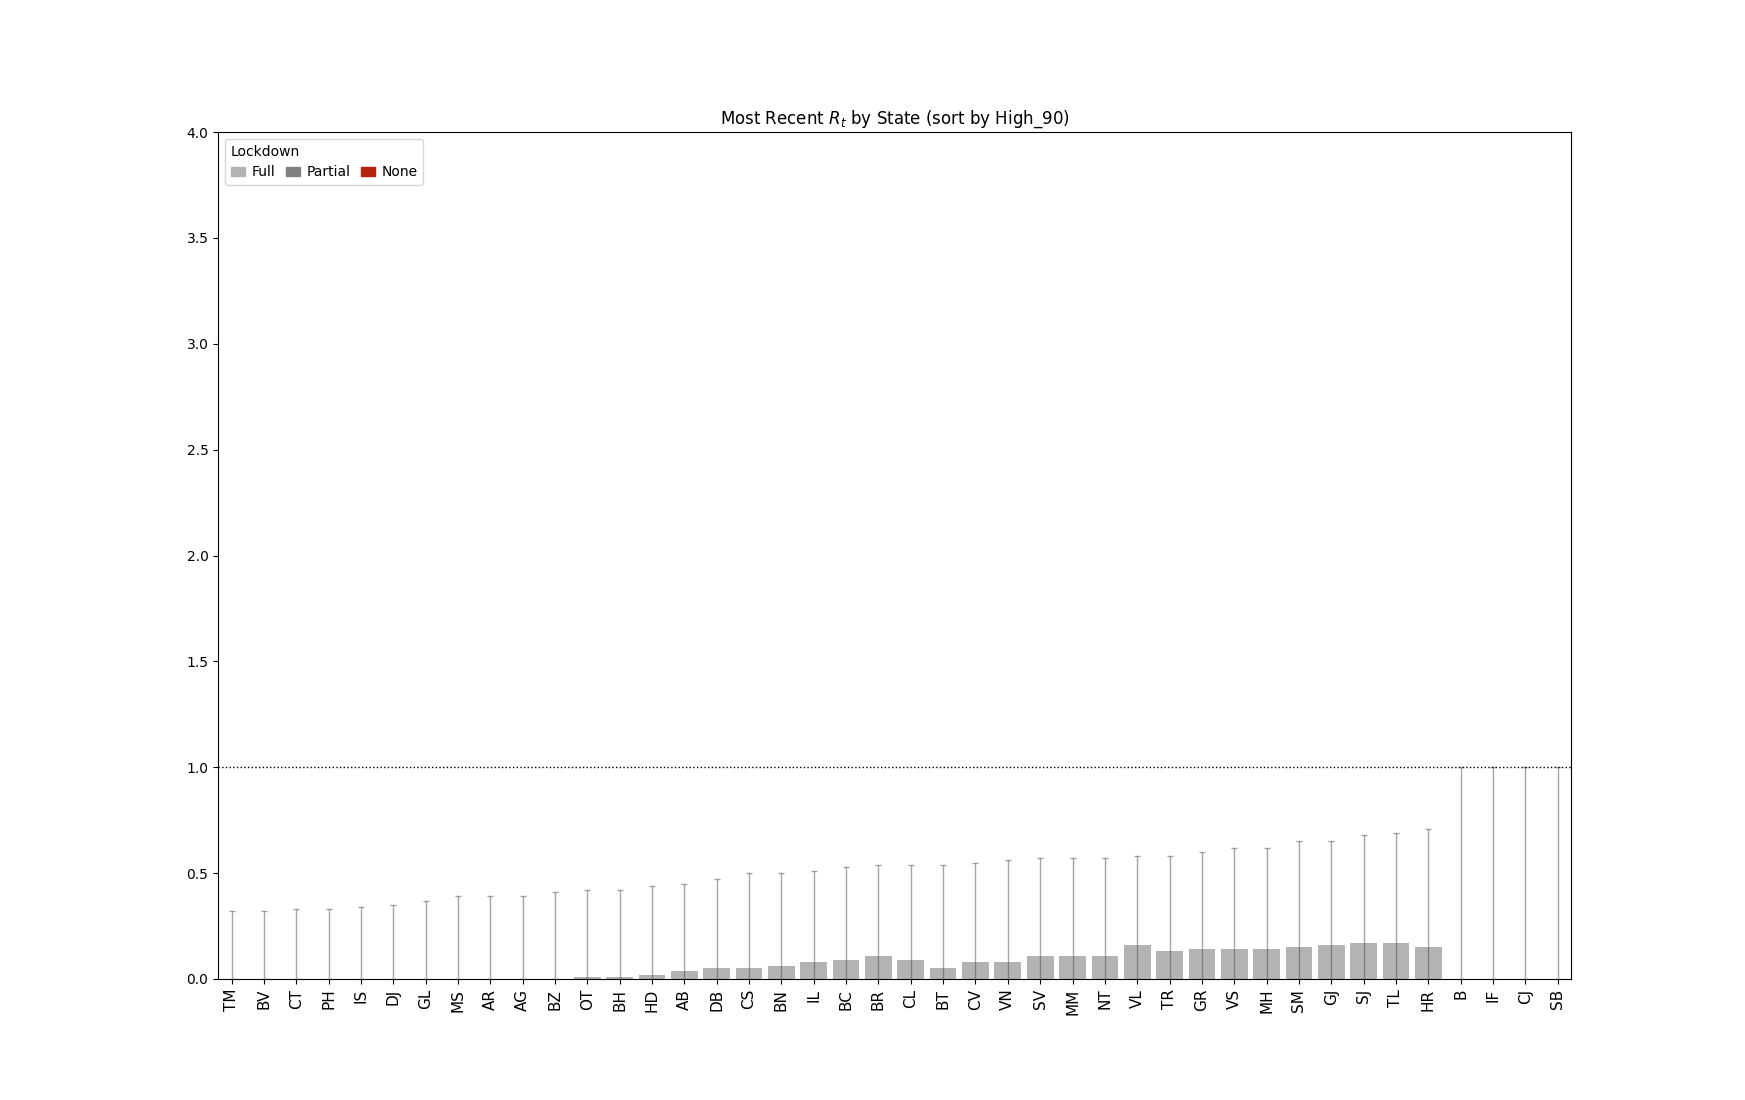 Most Recent R_t by State (sort by High_90)
Lockdown
Full Partial None
4.0
3.5
3.0
2.5
2.0
1.5
1.0
0.5
0.0
TM BV CT PH IS DJ GL MS AR AG BZ OT BH HD AB DB CS BN IL BC BR CL BT CV VN SV MM NT VL TR GR VS MH SM GJ SJ TL HR B IF CJ SB